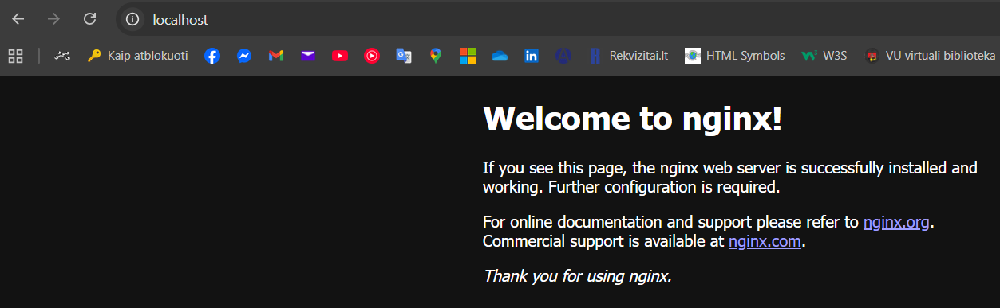 localhost
Kaip atblokuoti
Rekvizitai.lt
HTML Symbols
W3S
VU virtuali biblioteka
Welcome to nginx!
If you see this page, the nginx web server is successfully installed and
working. Further configuration is required.
For online documentation and support please refer to nginx.org.
Commercial support is available at nginx.com.
Thank you for using nginx.